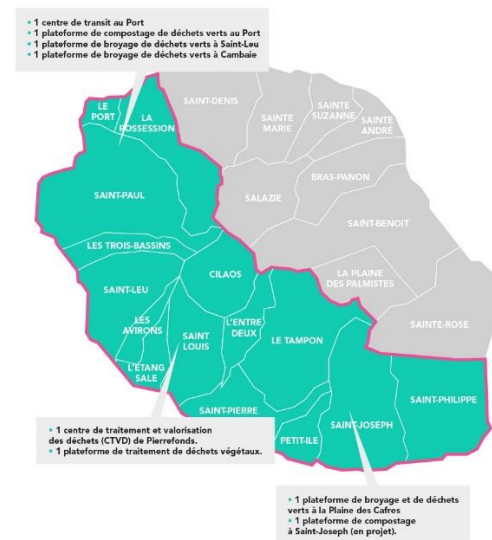 • 1 centre de transit au Port
• 1 plateforme de compostage de déchets verts au Port
• 1 plateforme de broyage de déchets verts à Saint-Leu
• 1 plateforme de broyage de déchets verts à Cambaie
LE
PORT
LA
POSSESSION
SAINT-DENIS
SAINTE
MARIE
SAINTE
SUZANNE
SAINTE
ANDRÉ
SAINT-PAUL
SALAZIE
BRAS-PANON
SAINT-BENOIT
LES TROIS-BASSINS
CILAOS
LA PLAINE
DES PALMISTES
SAINT-LEU
SAINTE-ROSE
LES
AVIRONS
SAINT
LOUIS
L'ENTRE
DEUX
LE TAMPON
L'ÉTANG
SALE
SAINT-PIERRE
PETIT-ILE
SAINT-JOSEPH
SAINT-PHILIPPE
• 1 centre de traitement et valorisation
des déchets (CTVD) de Pierrefonds.
• 1 plateforme de traitement de déchets végétaux.
• 1 plateforme de broyage et de déchets
verts à la Plaine des Cafres
• 1 plateforme de compostage
à Saint-Joseph (en projet).